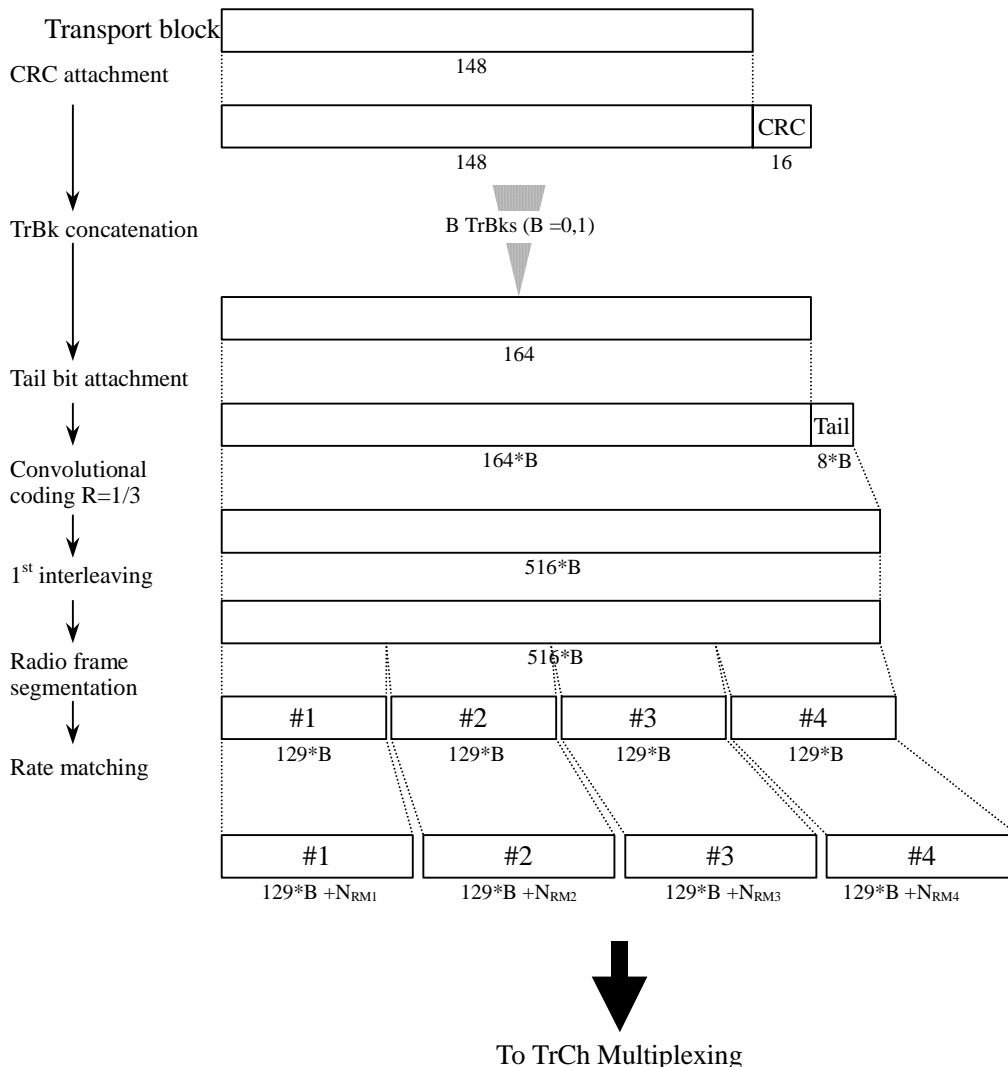 Transport block
148
CRC attachment
CRC
148 16
B TrBks (B =0,1)
TrBk concatenation
164
Tail bit attachment
Tail
164*B 8*B
Convolutional
coding R=1/3
516*B
1st interleaving
516*B
Radio frame
segmentation
#1 #2 #3 #4
129*B 129*B 129*B 129*B
Rate matching
#1 #2 #3 #4
129*B +NRM1 129*B +NRM2 129*B +NRM3 129*B +NRM4
To TrCh Multiplexing